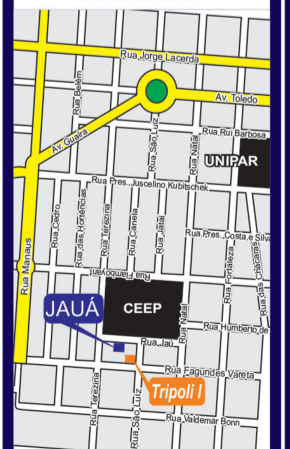 Rua Jorge Lacerda
Rua Belém
Av. Toledo
Av. Guaíra
Rua São Luiz
Rua Natal
Rua Rui Barbosa
UNIPAR
Rua Pres. Juscelino Kubitschek
Rua Manaus
Rua Cedro
Rua das Hortências
Rua Terezina
Rua Canela
Rua Jataí
Rua Pres. Costa e Silva
Rua Fortaleza
Rua das Chácaras
Rua Flamboyant
JAUÁ
CEEP
Rua Natal
Rua Humberto de
Rua Jaú
Rua Fagundes Varela
Tripoli I
Rua Terezina
Rua São Luiz
Rua Valdemar Bonn